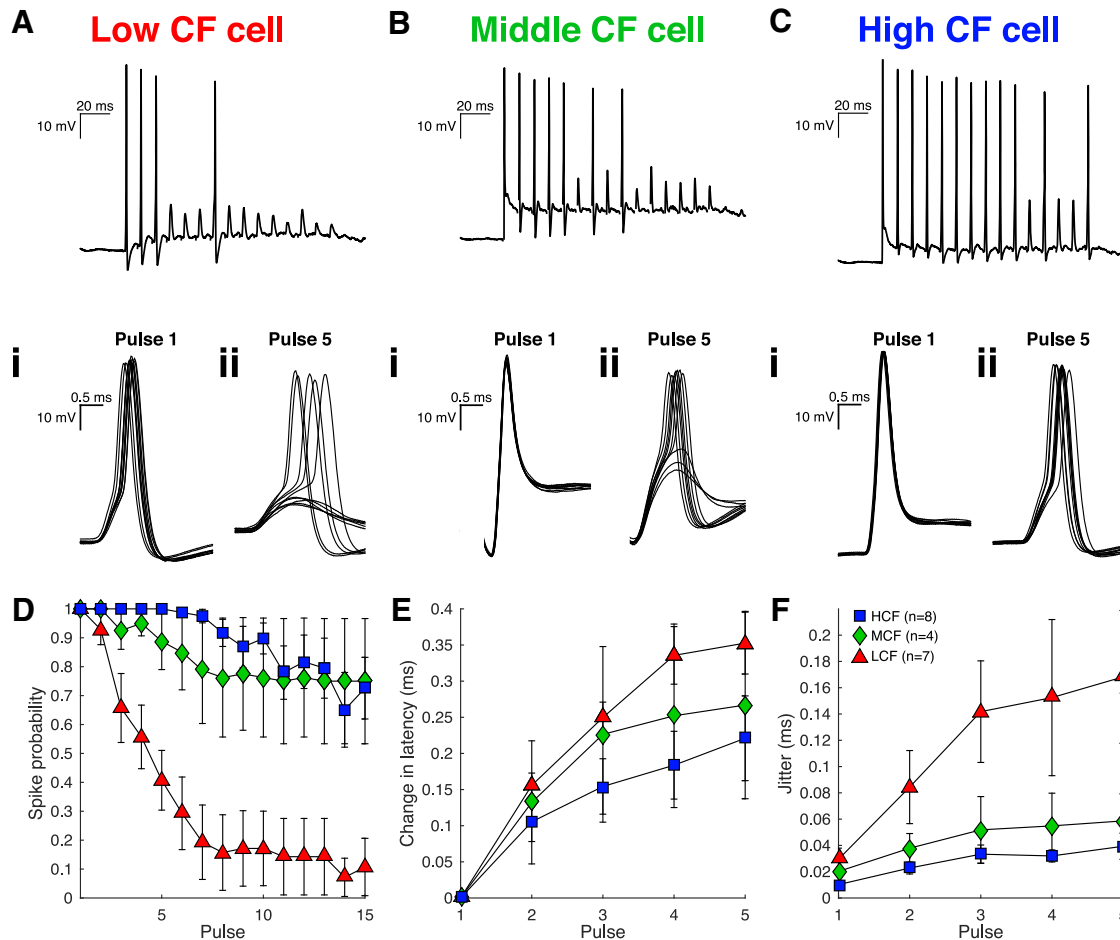 A Low CF cell
B Middle CF cell
C High CF cell
20 ms
10 mV
20 ms
10 mV
20 ms
10 mV
i
Pulse 1
ii
Pulse 5
i
Pulse 1
ii
Pulse 5
i
Pulse 1
ii
Pulse 5
0.5 ms
10 mV
0.5 ms
10 mV
0.5 ms
10 mV
D
1
0.9
0.8
0.7
0.6
0.5
0.4
0.3
0.2
0.1
0
Spike probability
5
10
15
Pulse
E
0.4
0.35
0.3
0.25
0.2
0.15
0.1
0.05
0
Change in latency (ms)
1
2
3
4
5
Pulse
F
0.2
0.18
0.16
0.14
0.12
0.1
0.08
0.06
0.04
0.02
0
Jitter (ms)
HCF (n=8)
MCF (n=4)
LCF (n=7)
1
2
3
4
Pulse